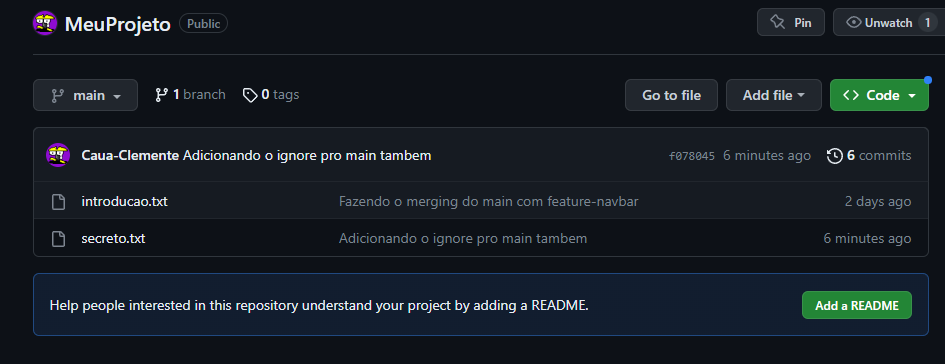 MeuProjeto Public Pin Unwatch 1
main 1 branch 0 tags Go to file Add file Code
Caua-Clemente Adicionando o ignore pro main tambem f078045 6 minutes ago 6 commits
introducao.txt Fazendo o merging do main com feature-navbar 2 days ago
secreto.txt Adicionando o ignore pro main tambem 6 minutes ago
Help people interested in this repository understand your project by adding a README. Add a README